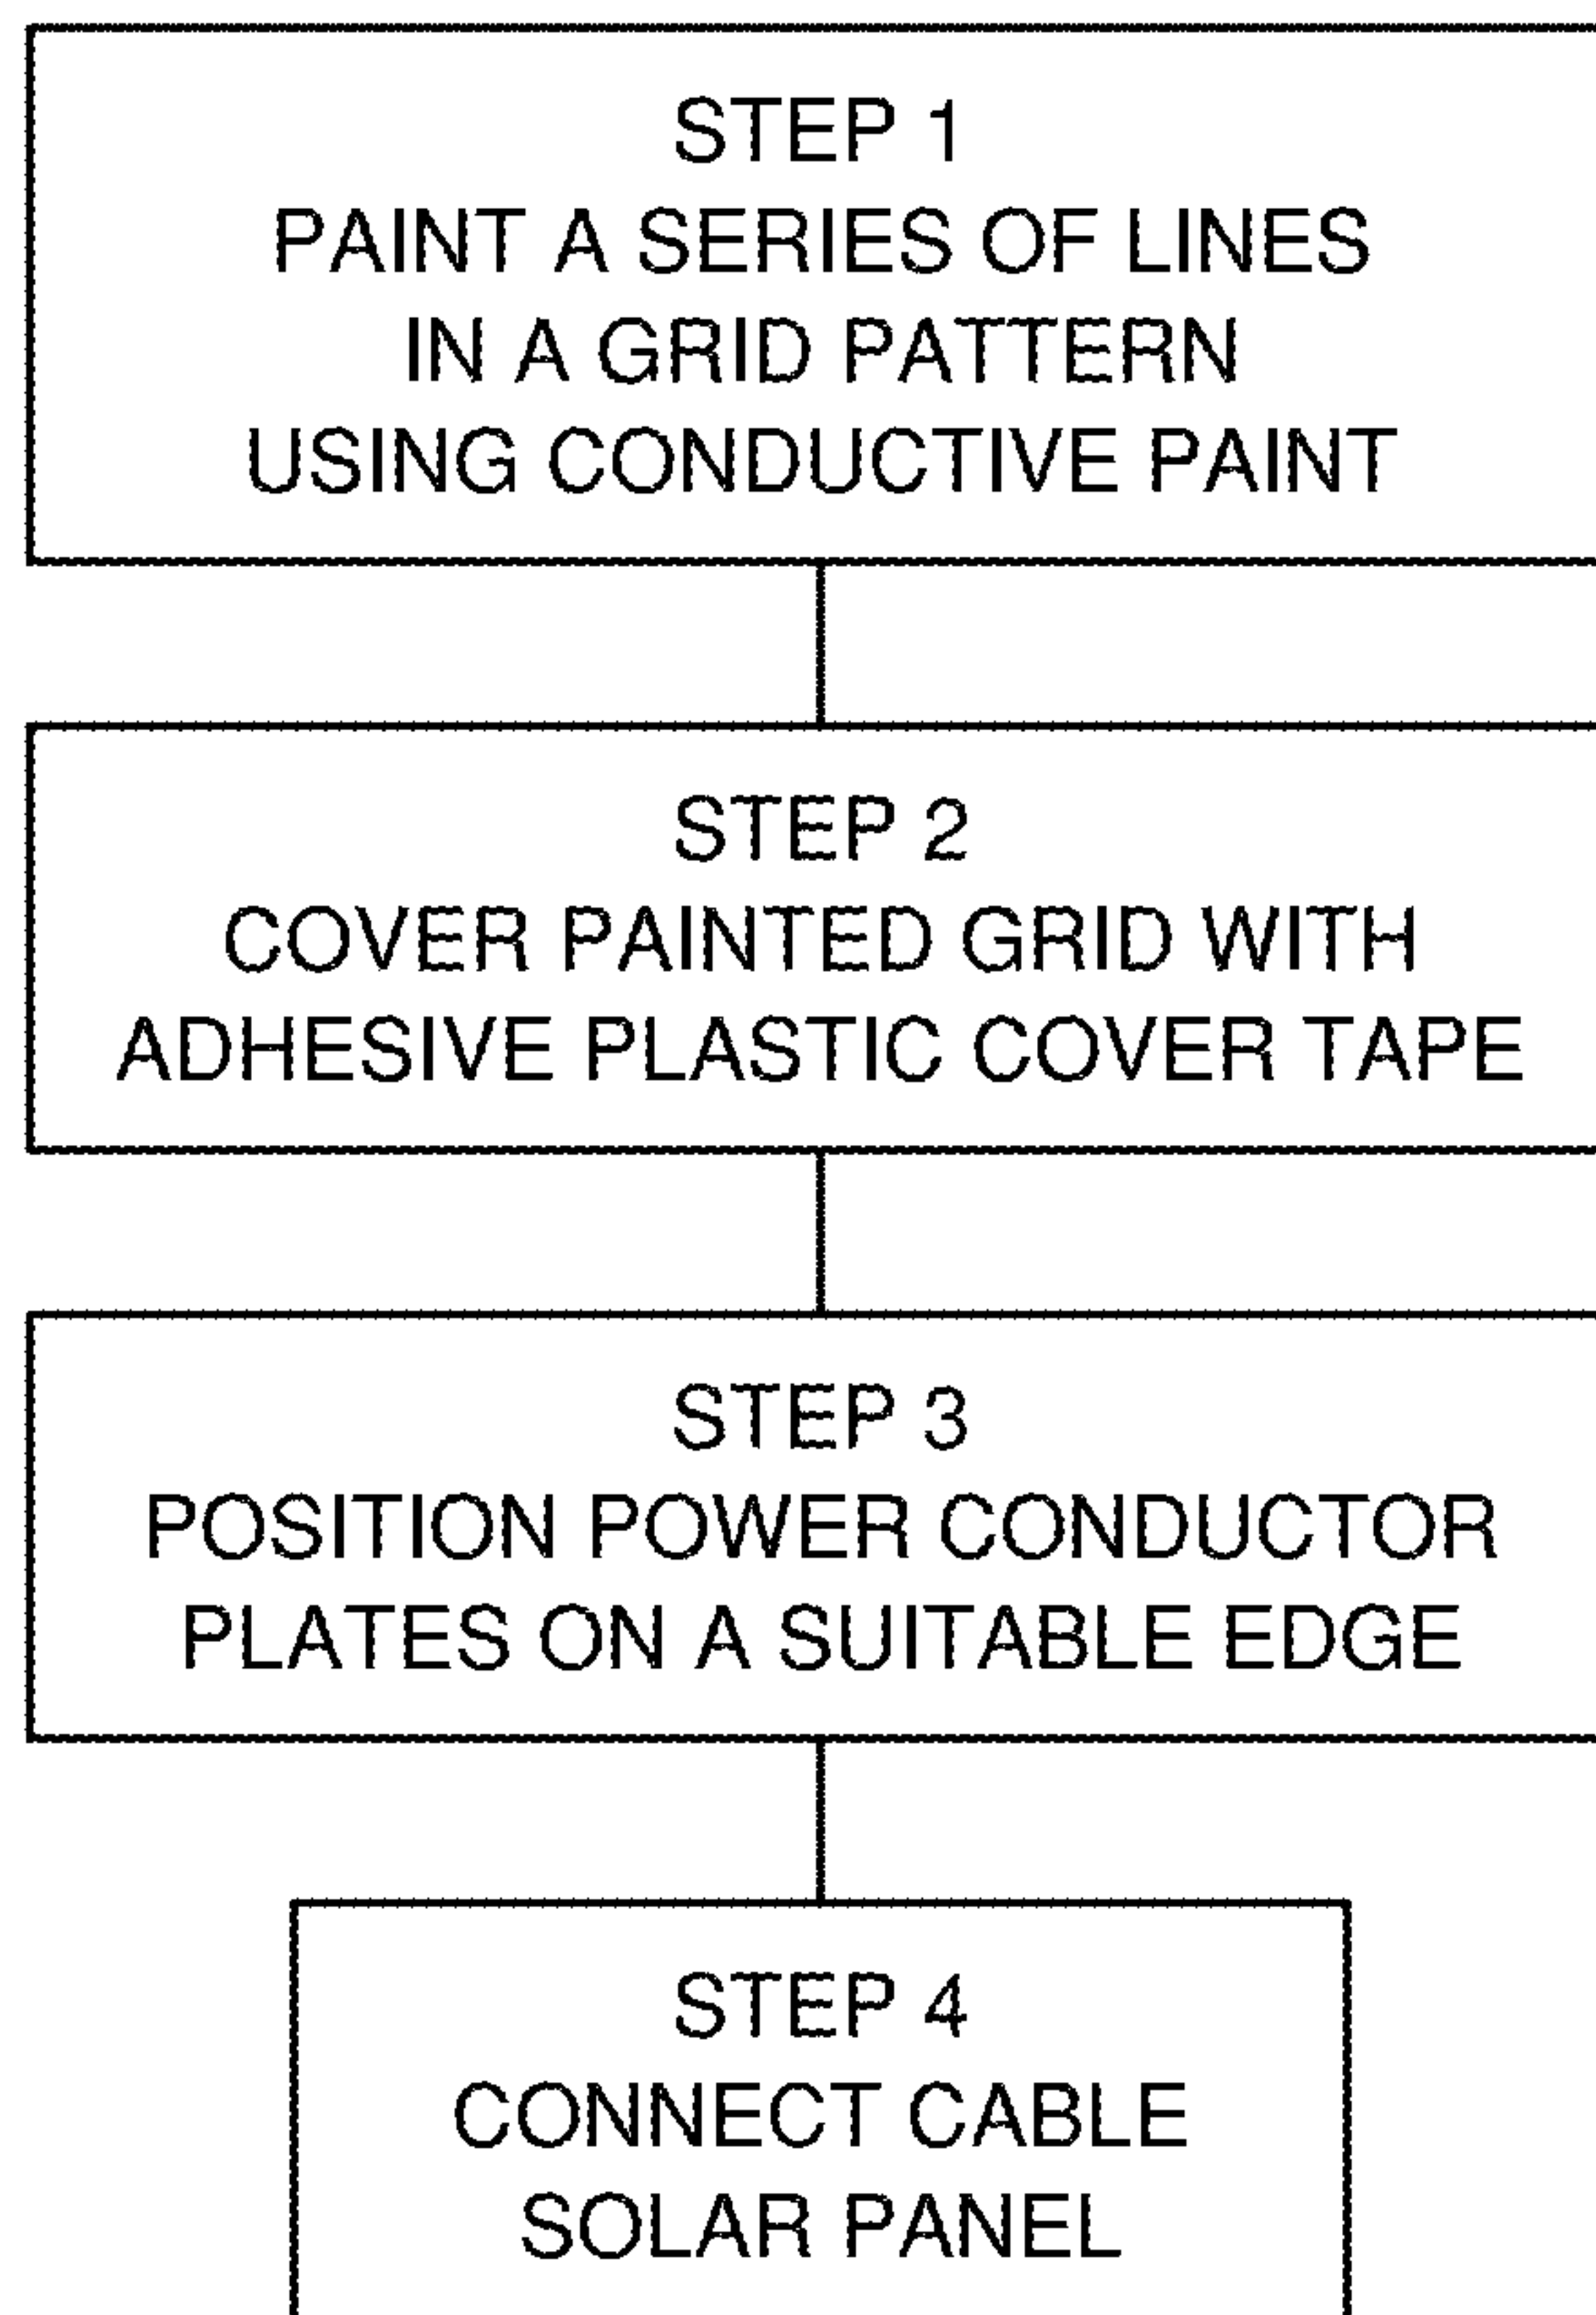 STEP 1
PAINT A SERIES OF LINES
IN A GRID PATTERN
USING CONDUCTIVE PAINT
STEP 2
COVER PAINTED GRID WITH
ADHESIVE PLASTIC COVER TAPE
STEP 3
POSITION POWER CONDUCTOR
PLATES ON A SUITABLE EDGE
STEP 4
CONNECT CABLE
SOLAR PANEL